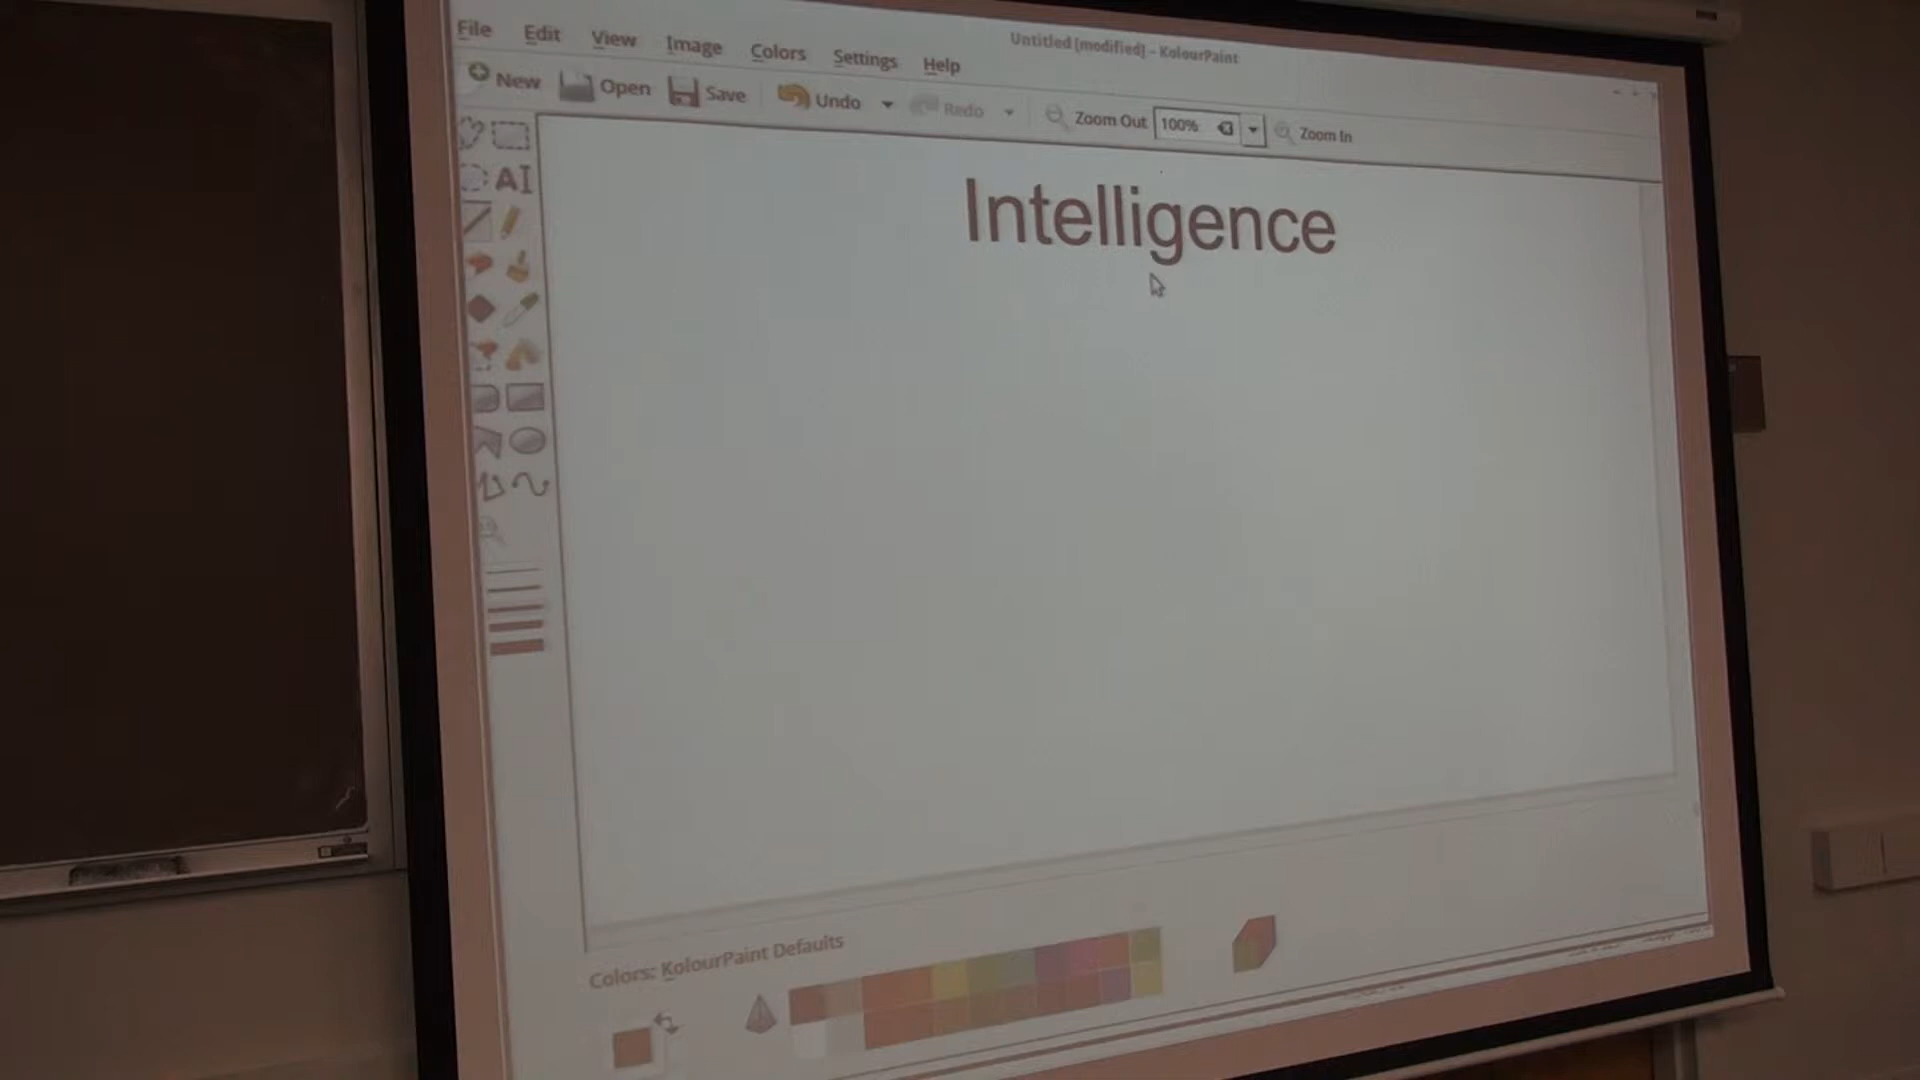 Untitled [modified] - KolourPaint
File Edit View Image Colors Settings Help
New Open Save Undo Redo Zoom Out 100% Zoom In
AI
Intelligence
Colors: KolourPaint Defaults